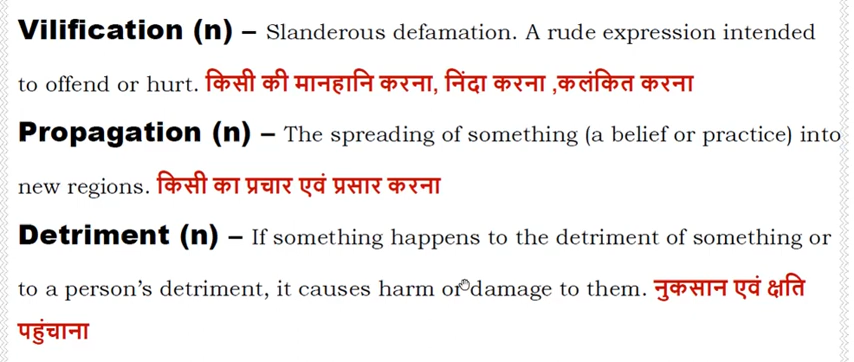 Vilification (n) – Slanderous defamation. A rude expression intended
to offend or hurt. किसी की मानहानि करना, निंदा करना ,कलंकित करना
Propagation (n) – The spreading of something (a belief or practice) into
new regions. किसी का प्रचार एवं प्रसार करना
Detriment (n) – If something happens to the detriment of something or
to a person’s detriment, it causes harm or damage to them. नुकसान एवं क्षति
पहुंचाना